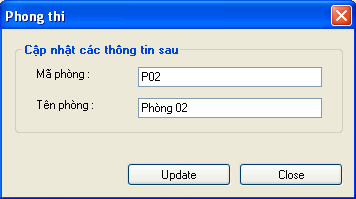 Phong thi
Cập nhật các thông tin sau
Mã phòng :
P02
Tên phòng :
Phòng 02
Update
Close